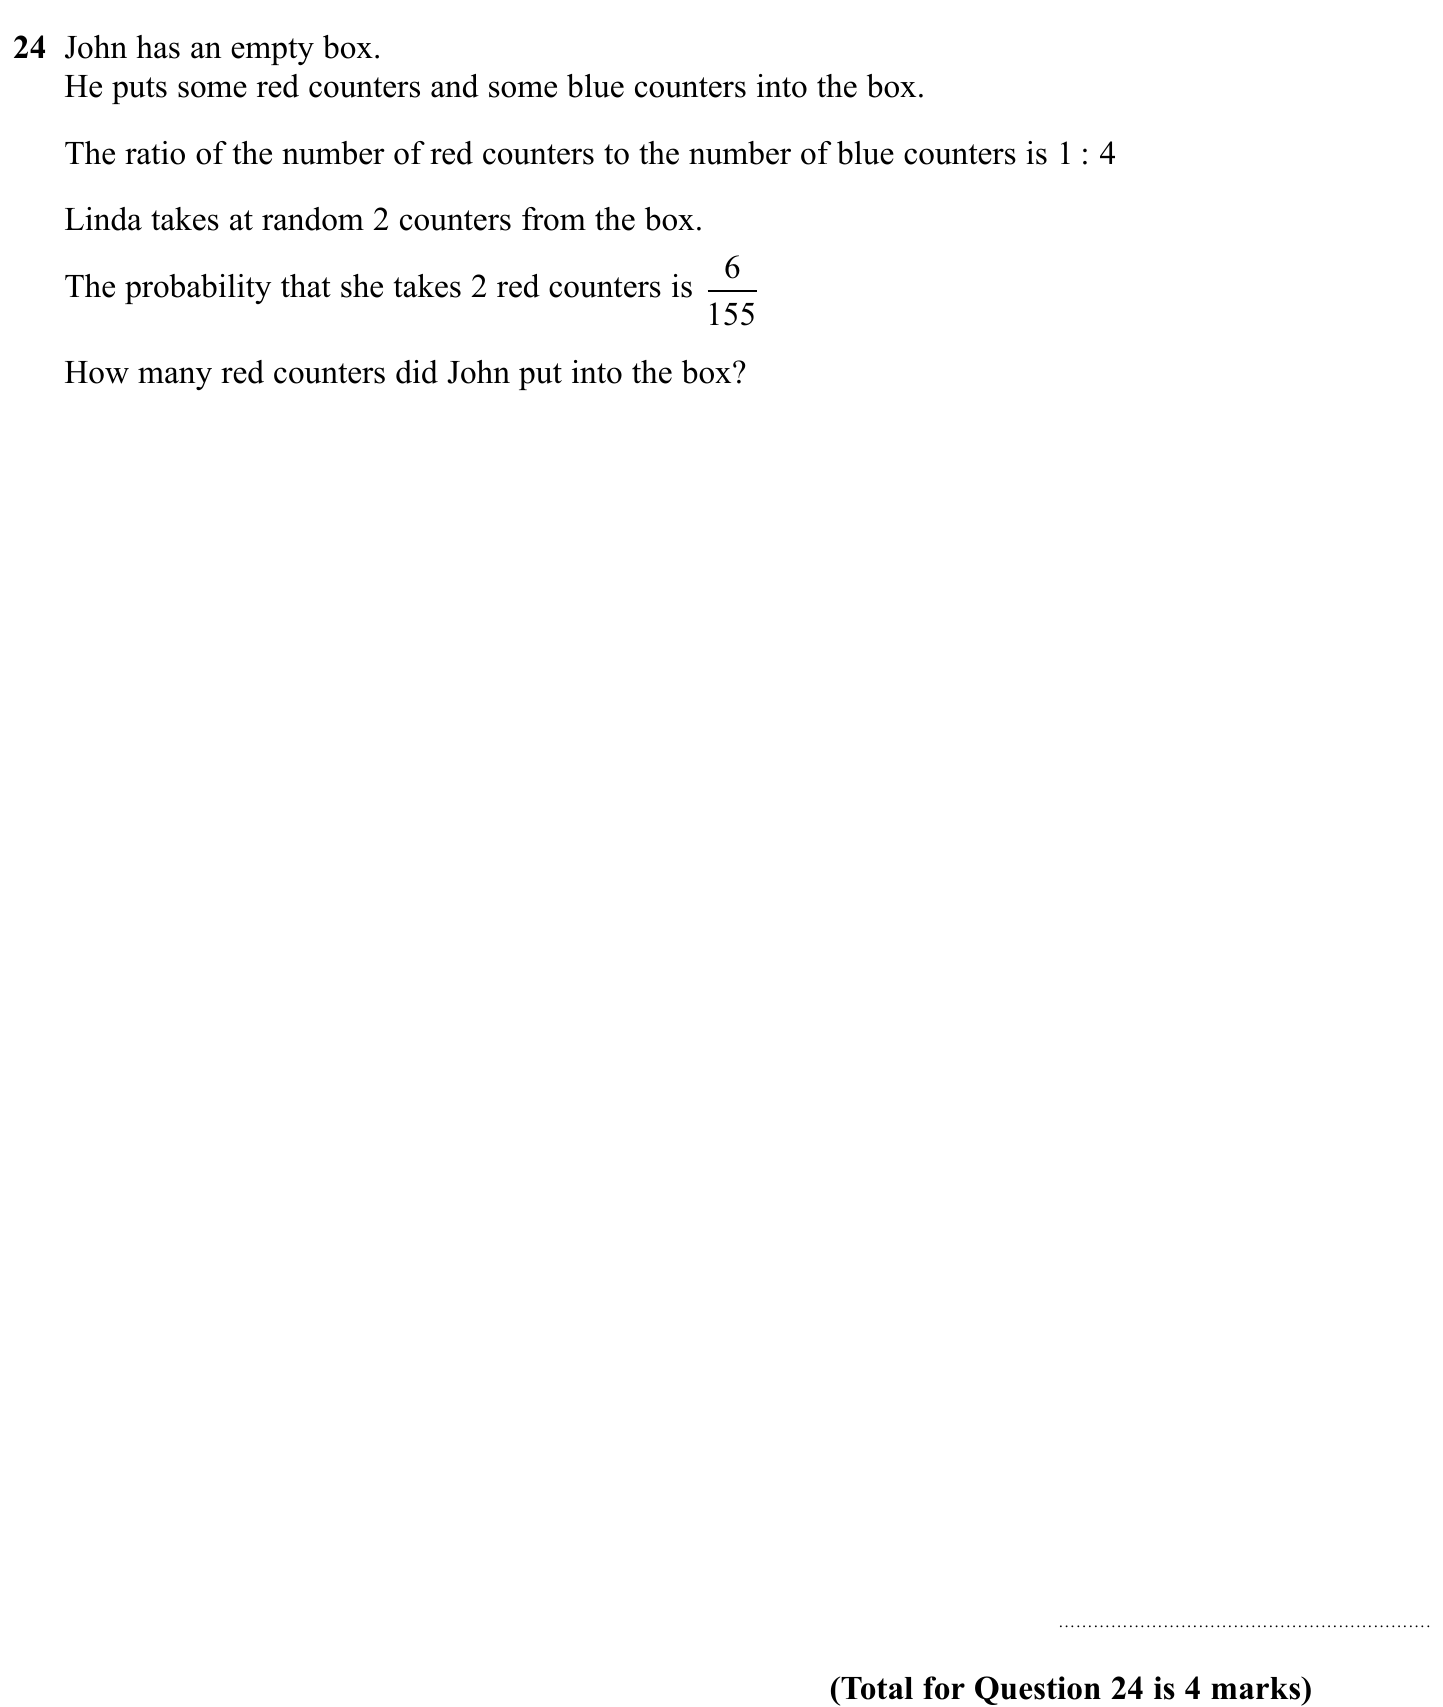 24 John has an empty box.
He puts some red counters and some blue counters into the box.
The ratio of the number of red counters to the number of blue counters is 1 : 4
Linda takes at random 2 counters from the box.
The probability that she takes 2 red counters is 6/155
How many red counters did John put into the box?
(Total for Question 24 is 4 marks)